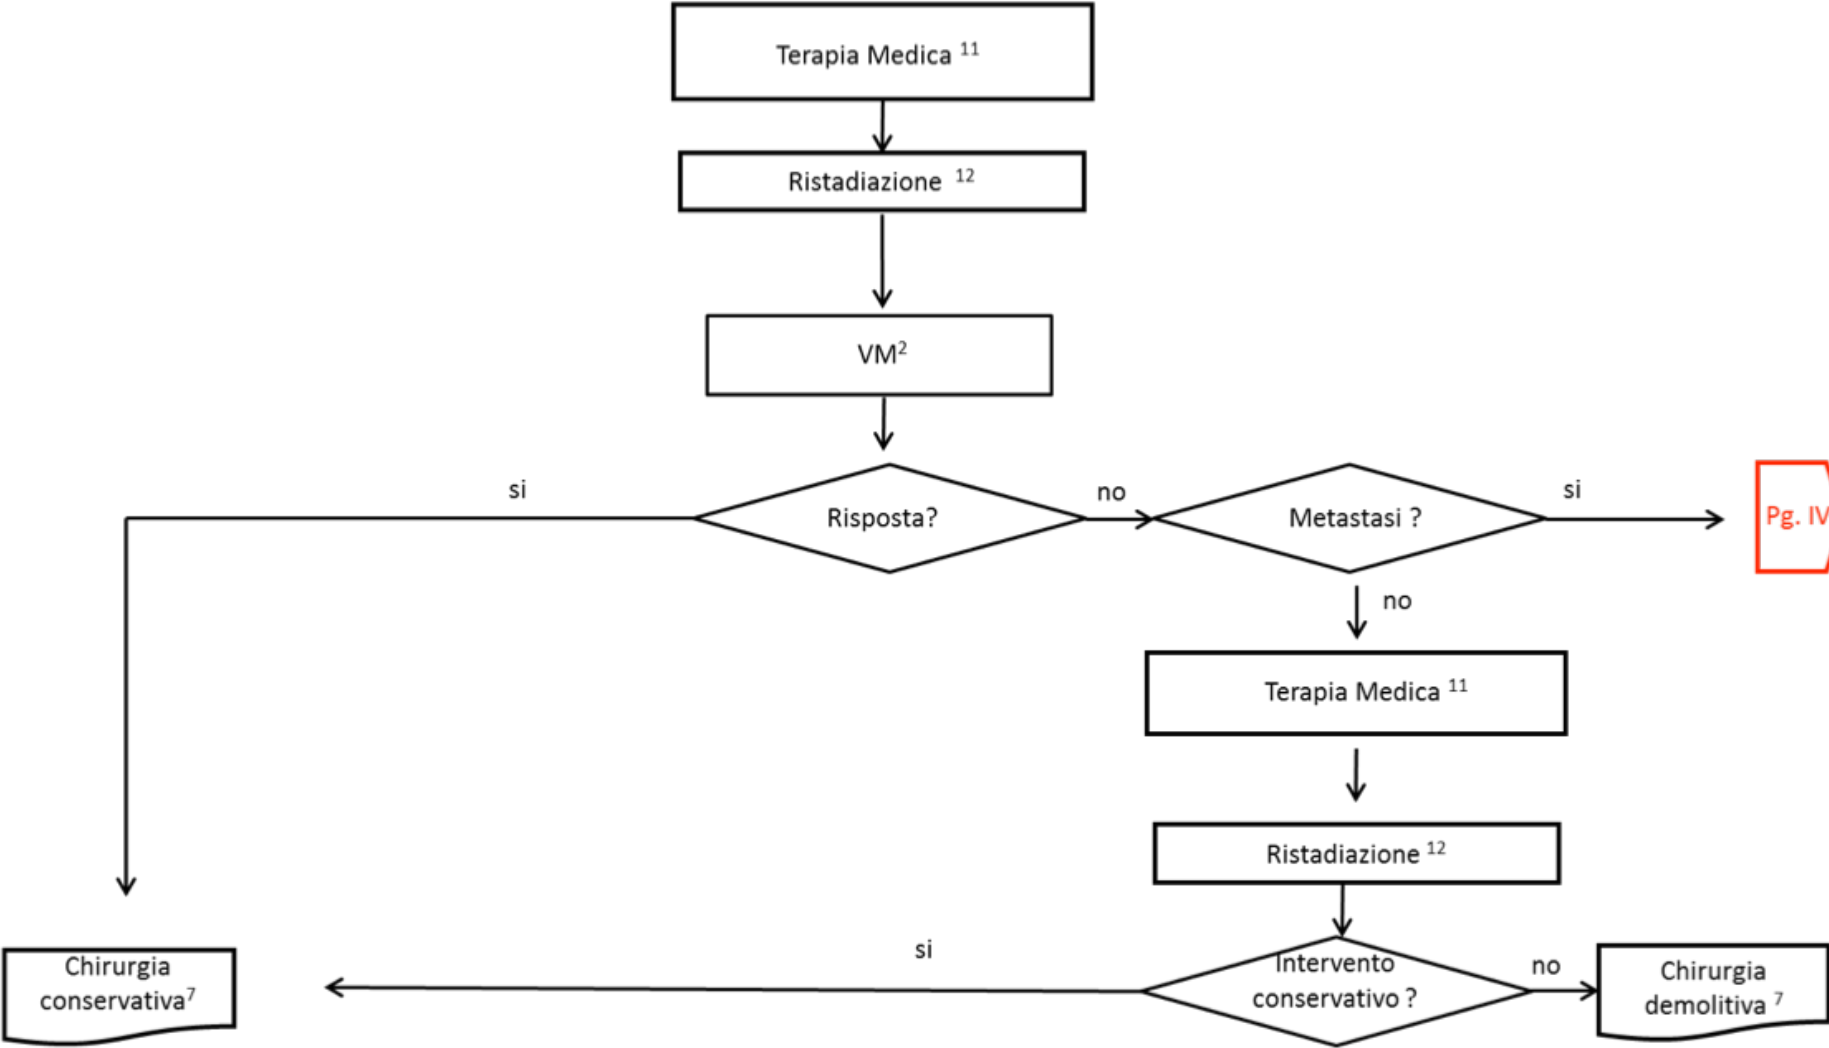 Terapia Medica 11
Ristadiazione 12
VM2
si
Risposta?
no
Metastasi ?
si
Pg. IV
no
Terapia Medica 11
Ristadiazione 12
si
Intervento
conservativo ?
no
Chirurgia
conservativa7
Chirurgia
demolitiva 7